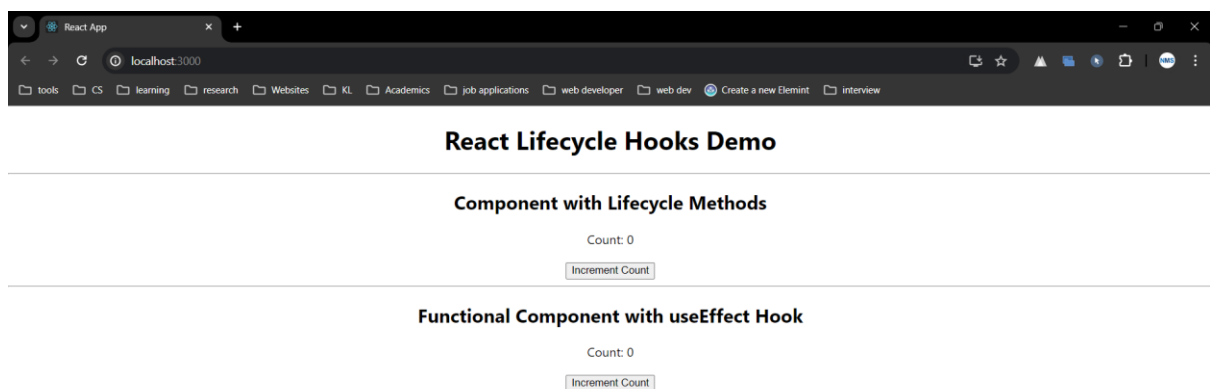 React App
localhost:3000
tools CS learning research Websites KL Academics job applications web developer web dev Create a new Elemint interview
NMS
React Lifecycle Hooks Demo
Component with Lifecycle Methods
Count: 0
Increment Count
Functional Component with useEffect Hook
Count: 0
Increment Count